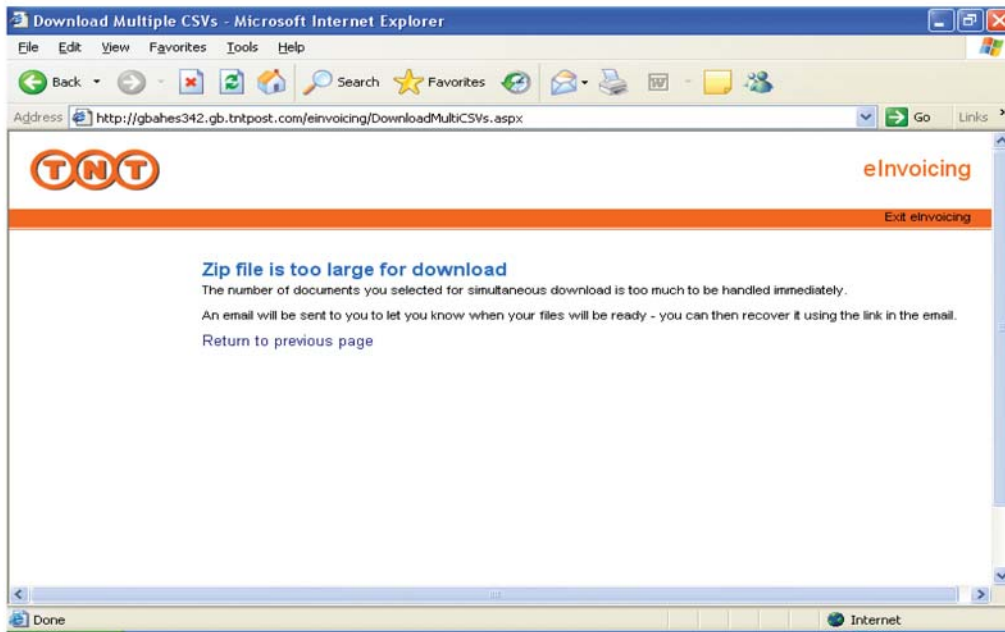 Download Multiple CSVs - Microsoft Internet Explorer
File Edit View Favorites Tools Help
Back Search Favorites
Address http://gbahes342.gb.tntpost.com/einvoicing/DownloadMultiCSVs.aspx Go Links
TNT
eInvoicing
Exit eInvoicing
Zip file is too large for download
The number of documents you selected for simultaneous download is too much to be handled immediately.
An email will be sent to you to let you know when your files will be ready - you can then recover it using the link in the email.
Return to previous page
Done Internet